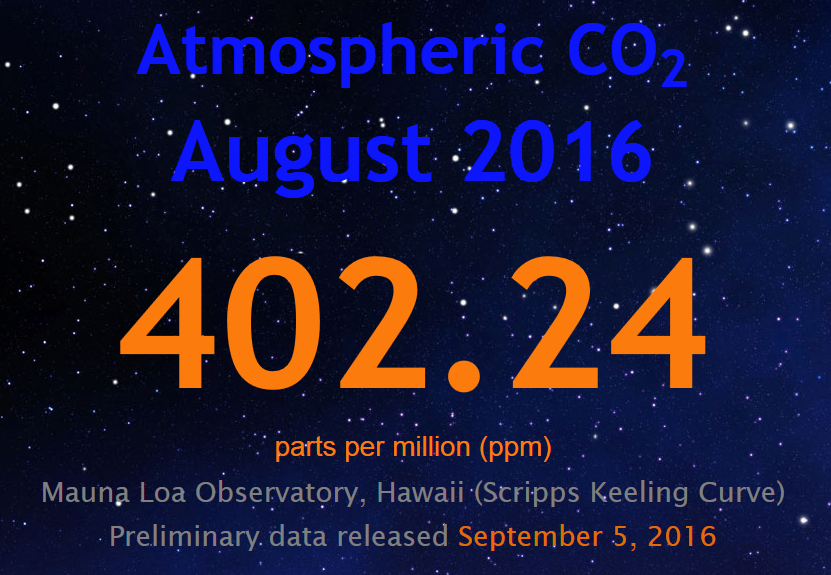 Atmospheric CO₂
August 2016
402.24
parts per million (ppm)
Mauna Loa Observatory, Hawaii (Scripps Keeling Curve)
Preliminary data released September 5, 2016